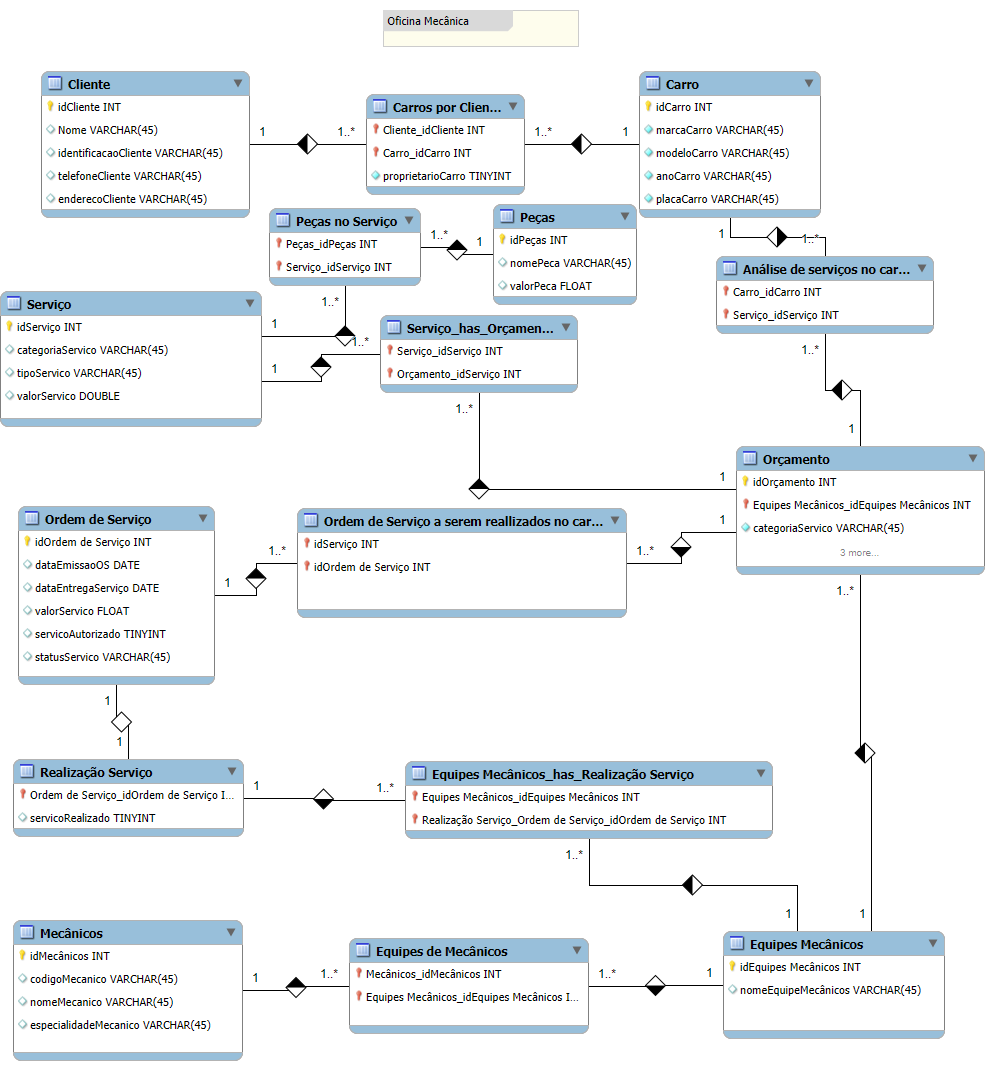 Oficina Mecânica
Cliente
idCliente INT
Nome VARCHAR(45)
identificacaoCliente VARCHAR(45)
telefoneCliente VARCHAR(45)
enderecoCliente VARCHAR(45)
1
1..*
Carros por Clien...
Cliente_idCliente INT
Carro_idCarro INT
proprietarioCarro TINYINT
1..*
1
Carro
idCarro INT
marcaCarro VARCHAR(45)
modeloCarro VARCHAR(45)
anoCarro VARCHAR(45)
placaCarro VARCHAR(45)
Peças no Serviço
Peças_idPeças INT
Serviço_idServiço INT
1..*
1
Peças
idPeças INT
nomePeca VARCHAR(45)
valorPeca FLOAT
1
1..*
Análise de serviços no car...
Carro_idCarro INT
Serviço_idServiço INT
Serviço
idServiço INT
categoriaServico VARCHAR(45)
tipoServico VARCHAR(45)
valorServico DOUBLE
1..*
1
1..*
1
Serviço_has_Orçamen...
Serviço_idServiço INT
Orçamento_idServiço INT
1..*
1..*
1
1
Orçamento
idOrçamento INT
Equipes Mecânicos_idEquipes Mecânicos INT
categoriaServico VARCHAR(45)
3 more...
Ordem de Serviço
idOrdem de Serviço INT
dataEmissaoOS DATE
dataEntregaServiço DATE
valorServico FLOAT
servicoAutorizado TINYINT
statusServico VARCHAR(45)
1
1..*
Ordem de Serviço a serem reallizados no car...
idServiço INT
idOrdem de Serviço INT
1..*
1
1..*
1
1
Realização Serviço
Ordem de Serviço_idOrdem de Serviço I...
servicoRealizado TINYINT
1
1..*
Equipes Mecânicos_has_Realização Serviço
Equipes Mecânicos_idEquipes Mecânicos INT
Realização Serviço_Ordem de Serviço_idOrdem de Serviço INT
1..*
1
1
Mecânicos
idMecânicos INT
codigoMecanico VARCHAR(45)
nomeMecanico VARCHAR(45)
especialidadeMecanico VARCHAR(45)
1
1..*
Equipes de Mecânicos
Mecânicos_idMecânicos INT
Equipes Mecânicos_idEquipes Mecânicos I...
1..*
1
Equipes Mecânicos
idEquipes Mecânicos INT
nomeEquipeMecânicos VARCHAR(45)